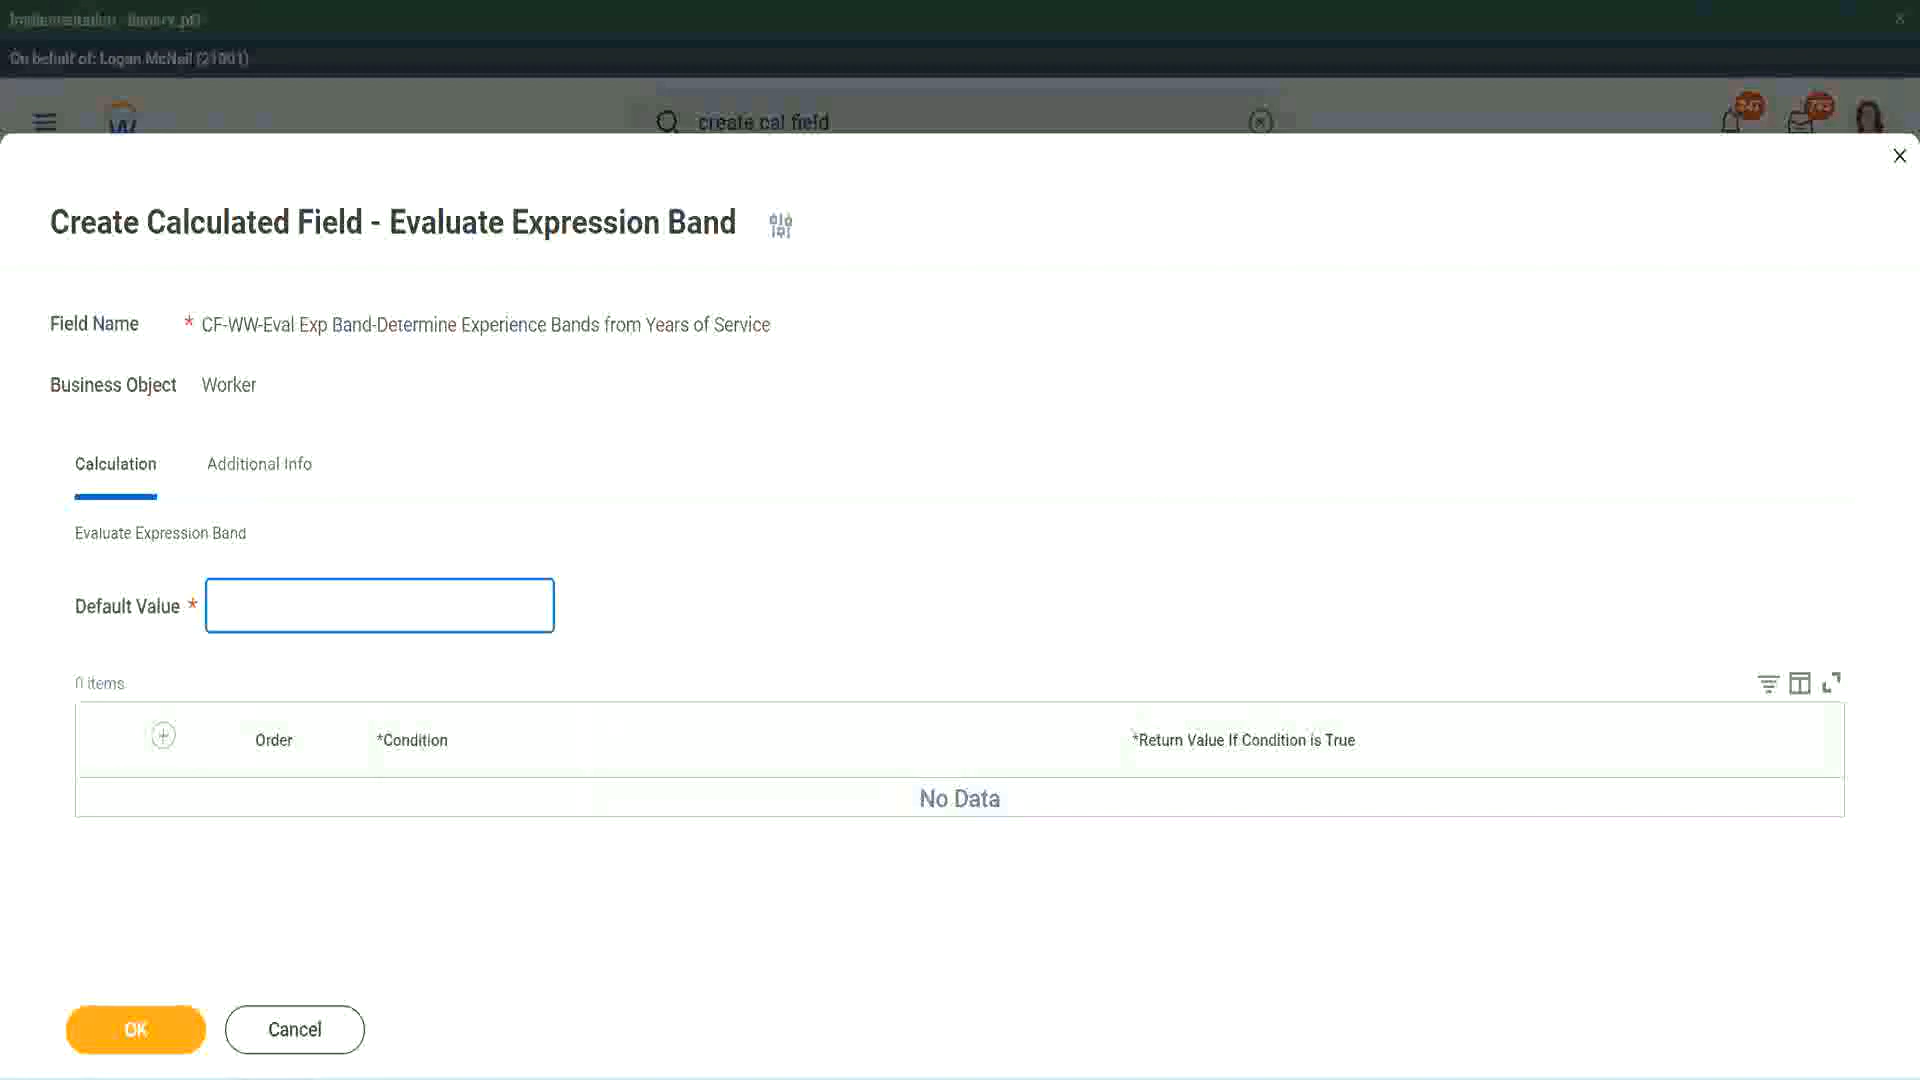 On behalf of: Logan McNeil (21001)
create cal field
247
785
Create Calculated Field - Evaluate Expression Band
Field Name * CF-WW-Eval Exp Band-Determine Experience Bands from Years of Service
Business Object Worker
Calculation Additional Info
Evaluate Expression Band
Default Value *
0 items
Order *Condition *Return Value If Condition is True
No Data
OK Cancel